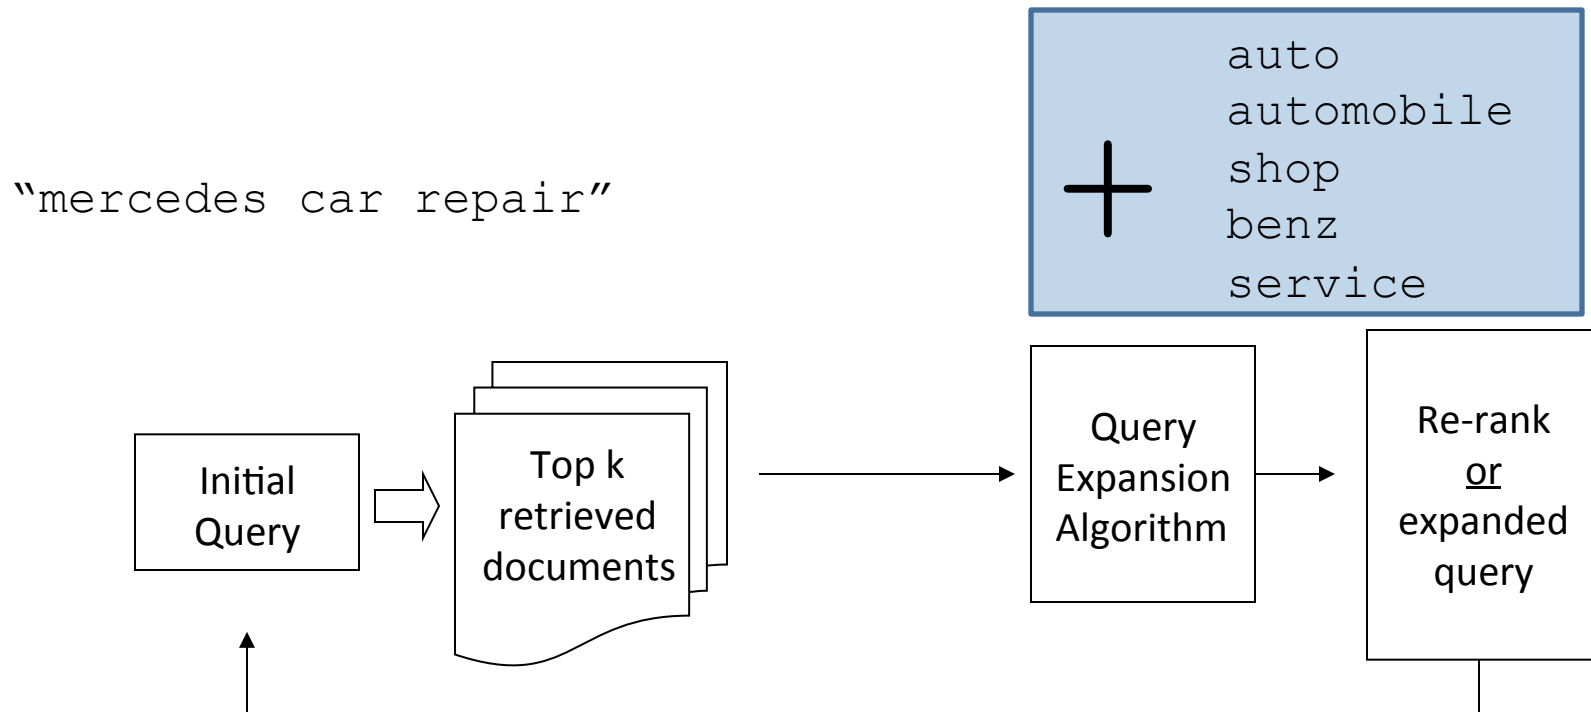 “mercedes car repair”
+
auto
automobile
shop
benz
service
Initial
Query
Top k
retrieved
documents
Query
Expansion
Algorithm
Re-rank
or
expanded
query